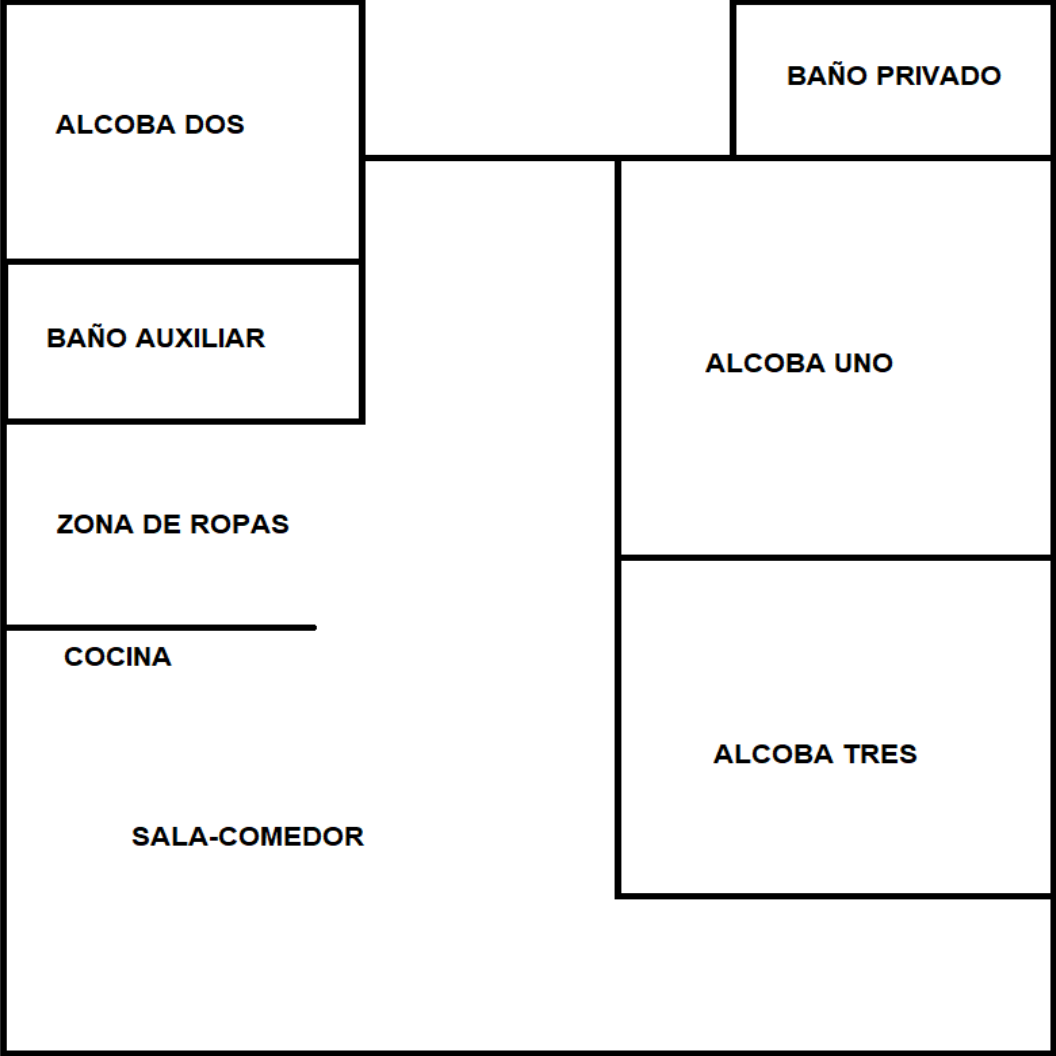 BAÑO PRIVADO
ALCOBA DOS
BAÑO AUXILIAR
ALCOBA UNO
ZONA DE ROPAS
COCINA
ALCOBA TRES
SALA-COMEDOR